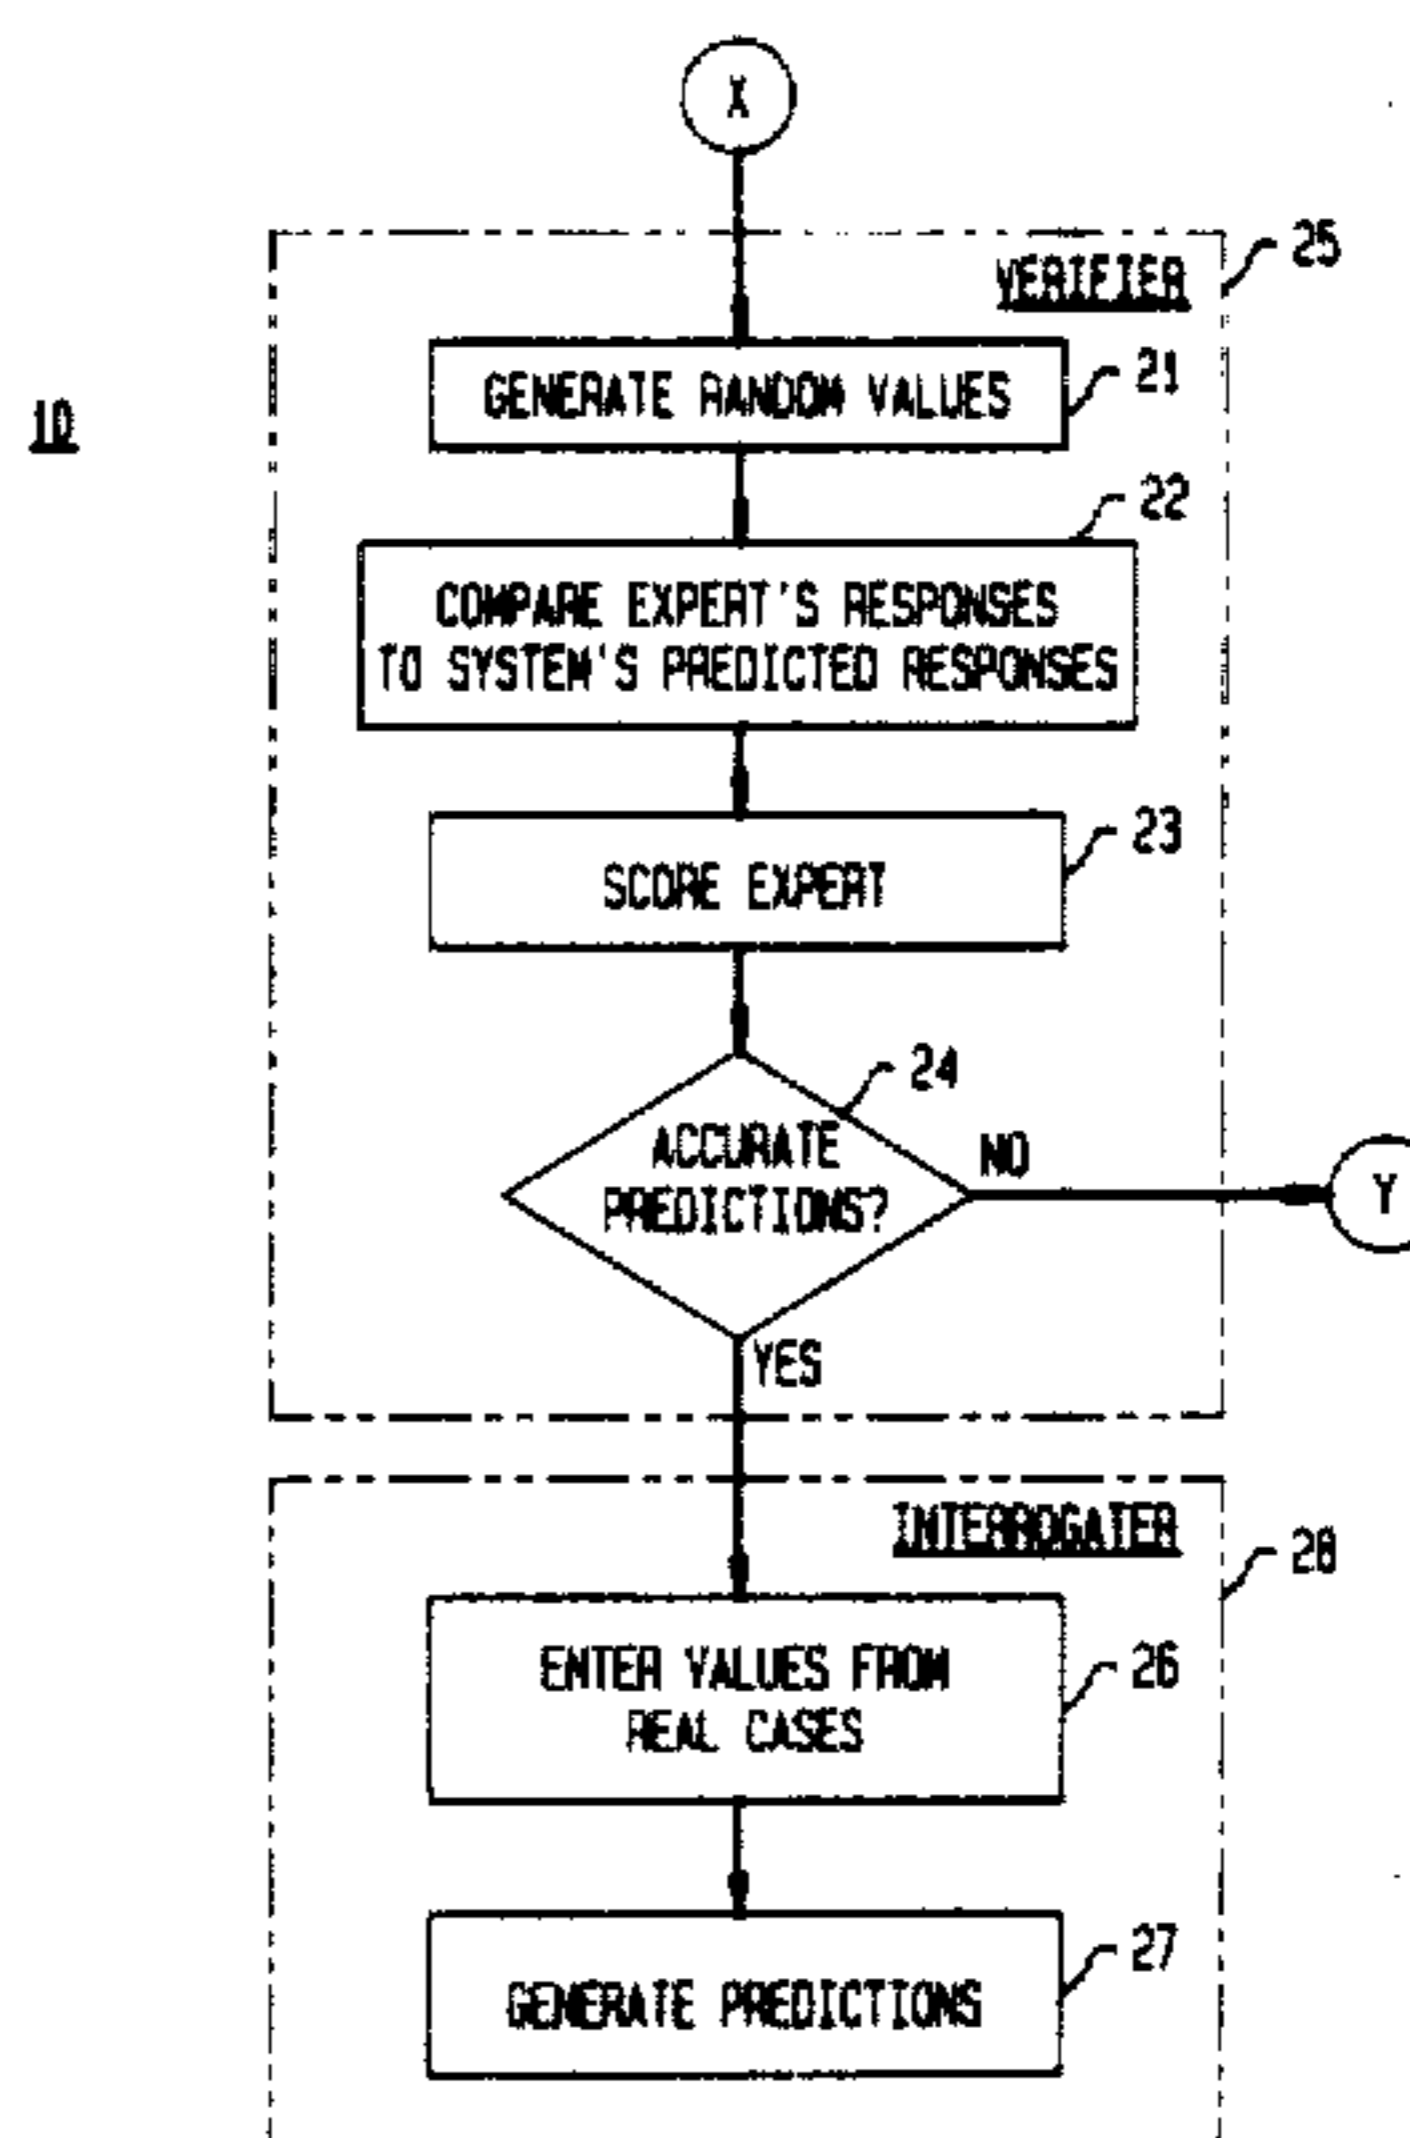 X
25
VERIFIER
GENERATE RANDOM VALUES
21
10
22
COMPARE EXPERT'S RESPONSES
TO SYSTEM'S PREDICTED RESPONSES
23
SCORE EXPERT
24
ACCURATE
PREDICTIONS?
NO
Y
YES
INTERROGATER
28
ENTER VALUES FROM
REAL CASES
26
27
GENERATE PREDICTIONS